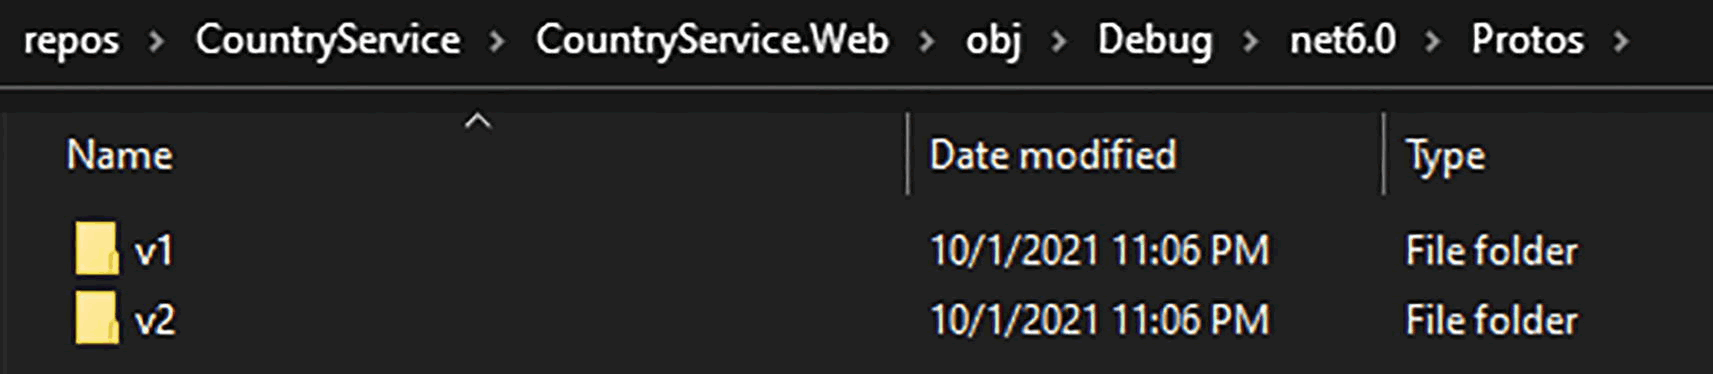 repos > CountryService > CountryService.Web > obj > Debug > net6.0 > Protos >
Name Date modified Type
v1 10/1/2021 11:06 PM File folder
v2 10/1/2021 11:06 PM File folder